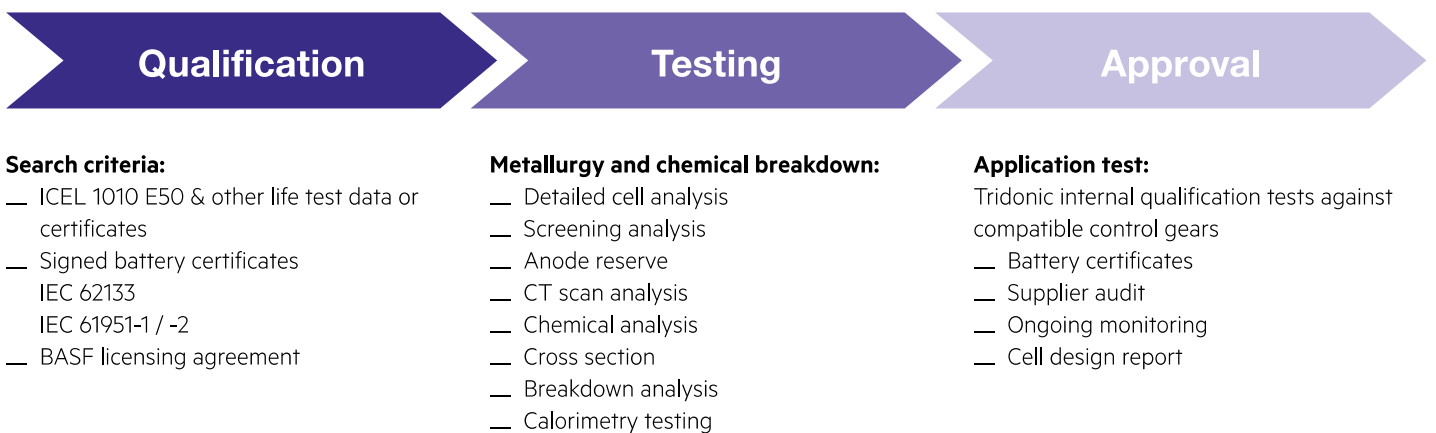 Qualification
Testing
Approval
Search criteria:
— ICEL 1010 E50 & other life test data or
certificates
— Signed battery certificates
IEC 62133
IEC 61951-1 / -2
— BASF licensing agreement
Metallurgy and chemical breakdown:
— Detailed cell analysis
— Screening analysis
— Anode reserve
— CT scan analysis
— Chemical analysis
— Cross section
— Breakdown analysis
— Calorimetry testing
Application test:
Tridonic internal qualification tests against
compatible control gears
— Battery certificates
— Supplier audit
— Ongoing monitoring
— Cell design report